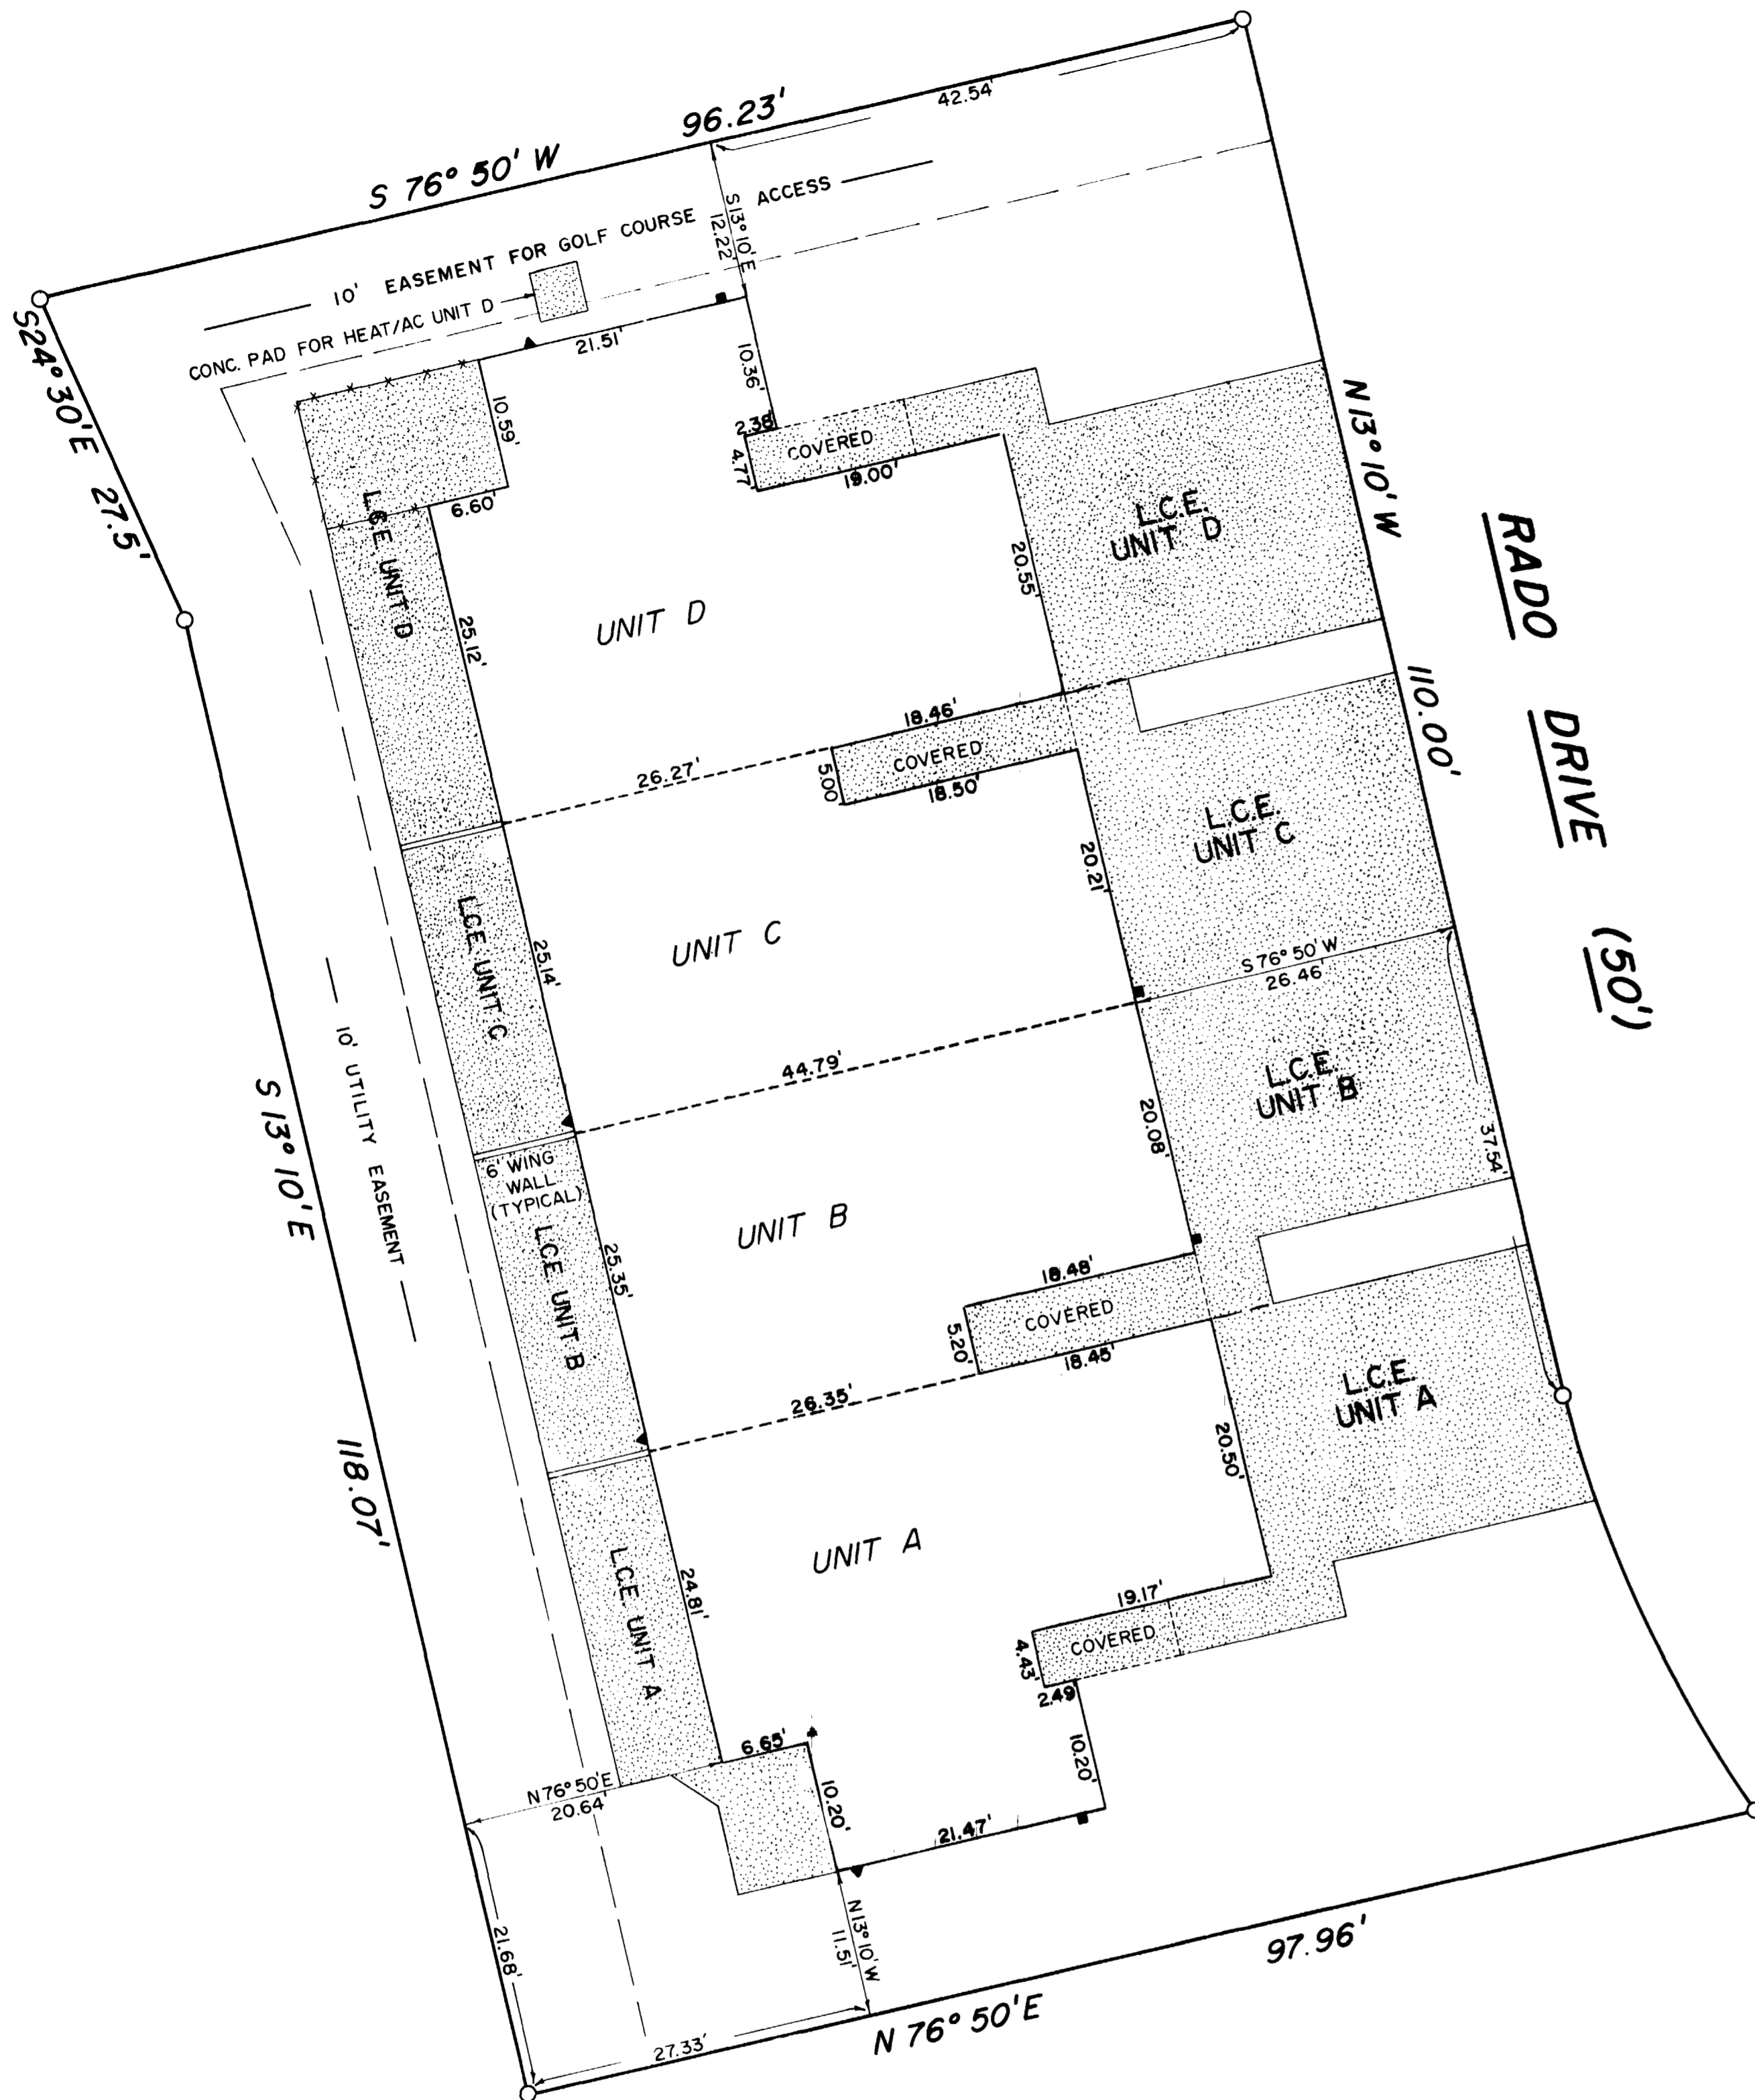 96.23'
S 76° 50' W
42.54'
10' EASEMENT FOR GOLF COURSE ACCESS
S 13° 10' E
12.22'
CONC. PAD FOR HEAT/AC UNIT D
21.51'
S 24° 30' E 27.5'
10.36'
10.59'
2.38'
4.77'
COVERED
19.00'
6.60'
N 13° 10' W
L.C.E. UNIT D
L.C.E.
UNIT D
20.55'
25.12'
UNIT D
RADO DRIVE (50')
110.00'
18.46'
COVERED
26.27'
5.00'
18.50'
L.C.E.
UNIT C
20.21'
L.C.E. UNIT C
25.14'
UNIT C
S 76° 50' W
26.46'
44.79'
10' UTILITY EASEMENT
S 13° 10' E
118.07'
L.C.E.
UNIT B
20.08'
37.54'
6' WING
WALL
(TYPICAL)
L.C.E. UNIT B
25.35'
UNIT B
18.48'
COVERED
5.20'
18.45'
26.35'
L.C.E.
UNIT A
20.50'
UNIT A
L.C.E. UNIT A
24.81'
19.17'
COVERED
4.43'
2.49'
10.20'
6.65'
N 76° 50' E
20.64'
10.20'
21.47'
N 13° 10' W
11.51'
21.68'
27.33'
97.96'
N 76° 50' E